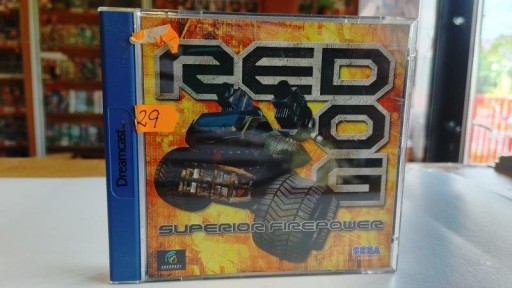 RED
DOG
29
Dreamcast
SUPERIOR FIREPOWER
SEGA